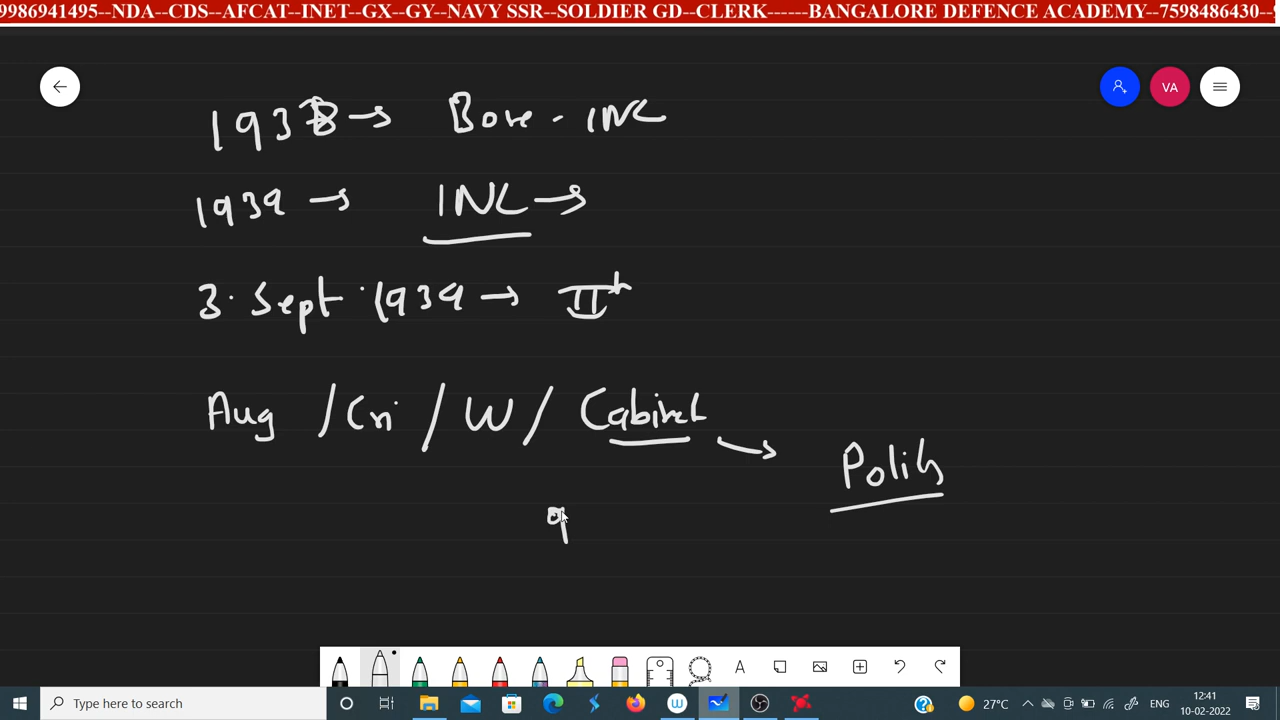 9986941495--NDA--CDS--AFCAT--INET--GX--GY--NAVY SSR--SOLDIER GD--CLERK------BANGALORE DEFENCE ACADEMY--7598486430--
VA
1938 → Bose - INC
1939 → INC →
3. Sept. 1939 → II
Aug / Cri / W / Cabinet →
9
A
Type here to search
27°C
ENG
12:41
10-02-2022